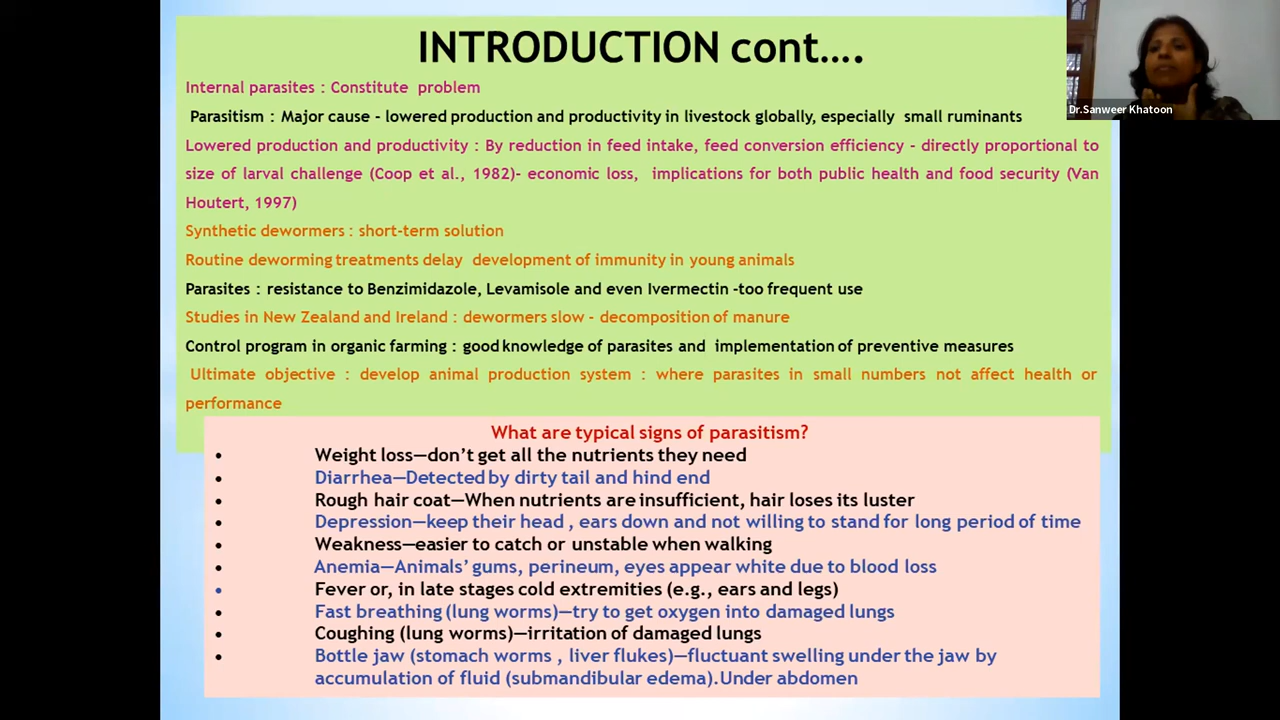 INTRODUCTION cont....
Dr.Sanweer Khatoon
Internal parasites : Constitute problem
Parasitism : Major cause - lowered production and productivity in livestock globally, especially small ruminants
Lowered production and productivity : By reduction in feed intake, feed conversion efficiency - directly proportional to
size of larval challenge (Coop et al., 1982)- economic loss, implications for both public health and food security (Van
Houtert, 1997)
Synthetic dewormers : short-term solution
Routine deworming treatments delay development of immunity in young animals
Parasites : resistance to Benzimidazole, Levamisole and even Ivermectin -too frequent use
Studies in New Zealand and Ireland : dewormers slow - decomposition of manure
Control program in organic farming : good knowledge of parasites and implementation of preventive measures
Ultimate objective : develop animal production system : where parasites in small numbers not affect health or
performance
What are typical signs of parasitism?
• Weight loss—don’t get all the nutrients they need
Diarrhea—Detected by dirty tail and hind end
• Rough hair coat—When nutrients are insufficient, hair loses its luster
• Depression—keep their head , ears down and not willing to stand for long period of time
• Weakness—easier to catch or unstable when walking
• Anemia—Animals’ gums, perineum, eyes appear white due to blood loss
• Fever or, in late stages cold extremities (e.g., ears and legs)
• Fast breathing (lung worms)—try to get oxygen into damaged lungs
• Coughing (lung worms)—irritation of damaged lungs
• Bottle jaw (stomach worms , liver flukes)—fluctuant swelling under the jaw by
accumulation of fluid (submandibular edema).Under abdomen